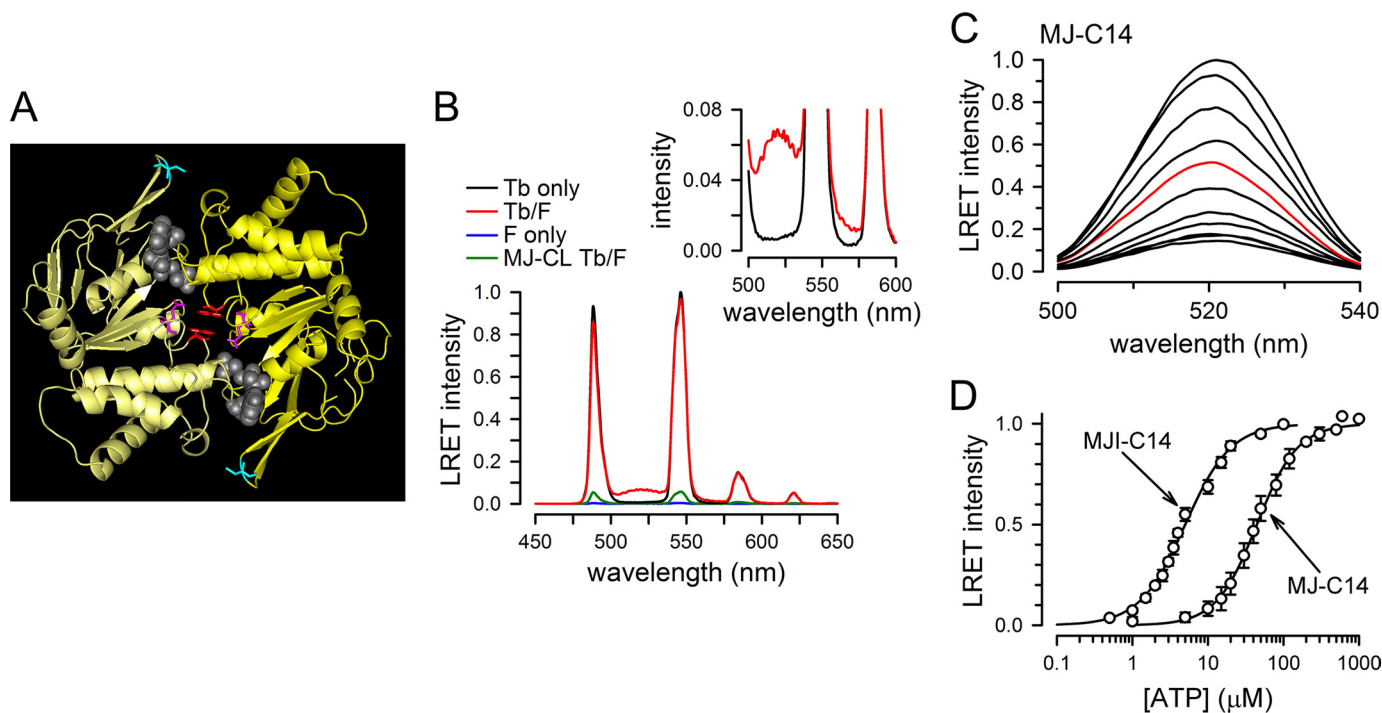 A
B
Tb only
Tb/F
F only
MJ-CL Tb/F
intensity
0.08
0.04
0.00
500
550
600
wavelength (nm)
LRET intensity
1.0
0.8
0.6
0.4
0.2
0.0
450
500
550
600
650
wavelength (nm)
C
MJ-C14
LRET intensity
1.0
0.8
0.6
0.4
0.2
0.0
500
520
540
wavelength (nm)
D
LRET intensity
1.0
0.5
0.0
MJI-C14
MJ-C14
0.1
1
10
100
1000
[ATP] (μM)